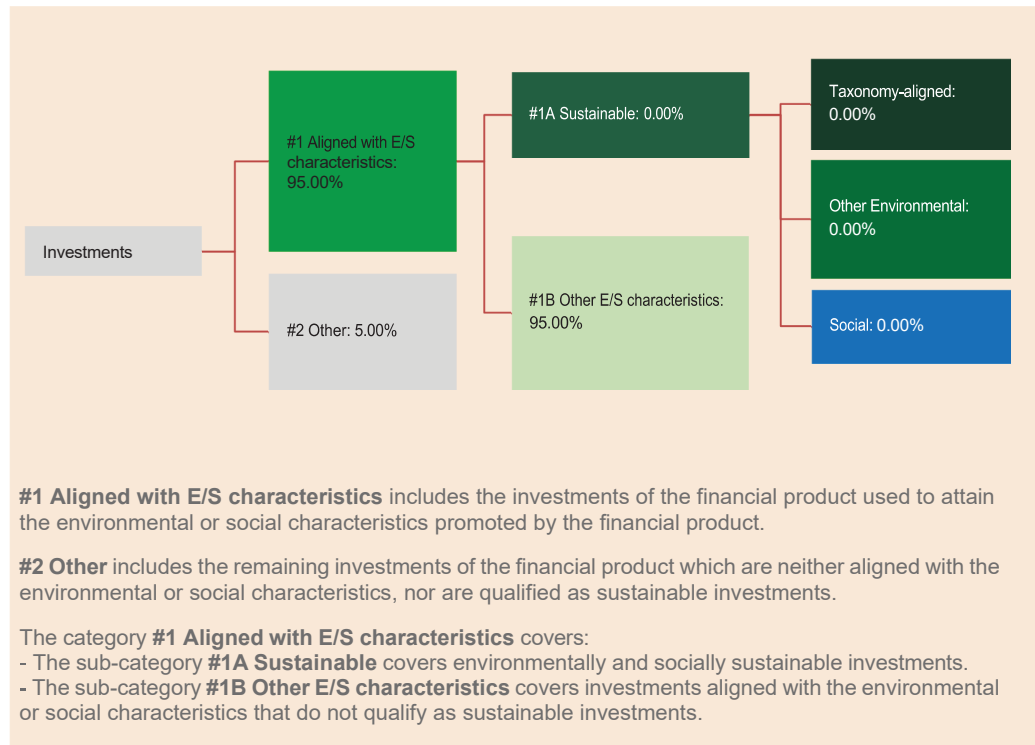 Investments
#1 Aligned with E/S
characteristics:
95.00%
#2 Other: 5.00%
#1A Sustainable: 0.00%
#1B Other E/S characteristics:
95.00%
Taxonomy-aligned:
0.00%
Other Environmental:
0.00%
Social: 0.00%
#1 Aligned with E/S characteristics includes the investments of the financial product used to attain
the environmental or social characteristics promoted by the financial product.
#2 Other includes the remaining investments of the financial product which are neither aligned with the
environmental or social characteristics, nor are qualified as sustainable investments.
The category #1 Aligned with E/S characteristics covers:
- The sub-category #1A Sustainable covers environmentally and socially sustainable investments.
- The sub-category #1B Other E/S characteristics covers investments aligned with the environmental
or social characteristics that do not qualify as sustainable investments.